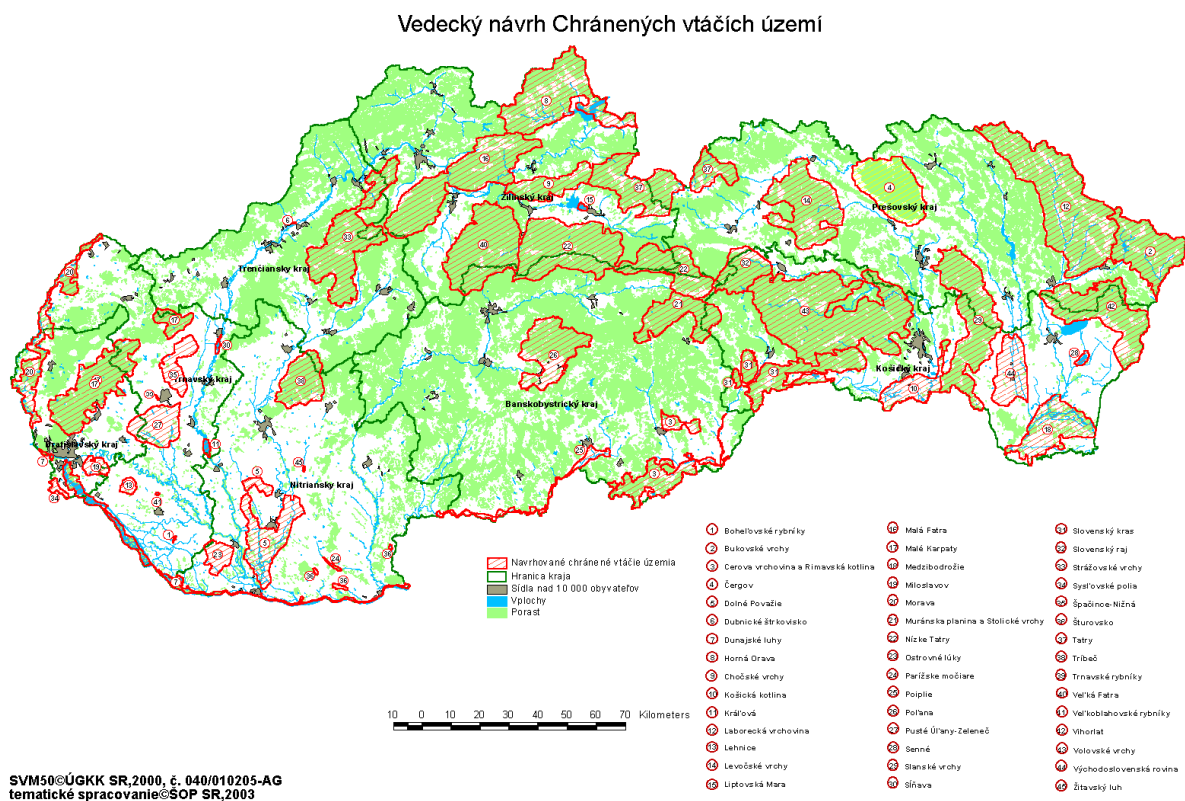 Vedecký návrh Chránených vtáčích území
Žilinský kraj
Prešovský kraj
Trenčiansky kraj
Trnavský kraj
Košický kraj
Banskobystrický kraj
Bratislavský kraj
Nitriansky kraj
Navrhované chránené vtáčie územia
Hranica kraja
Sídla nad 10 000 obyvateľov
Vplochy
Porast
1 Boheľovské rybníky
2 Bukovské vrchy
3 Cerova vrchovina a Rimavská kotlina
4 Čergov
5 Dolné Považie
6 Dubnické štrkovisko
7 Dunajské luhy
8 Horná Orava
9 Chočské vrchy
10 Košická kotlina
11 Kráľová
12 Laborecká vrchovina
13 Lehnice
14 Levočské vrchy
15 Liptovská Mara
16 Malá Fatra
17 Malé Karpaty
18 Medzibodrožie
19 Miloslavov
20 Morava
21 Muránska planina a Stolické vrchy
22 Nízke Tatry
23 Ostrovné lúky
24 Parížske močiare
25 Poiplie
26 Poľana
27 Pusté Úľany-Zeleneč
28 Senné
29 Slanské vrchy
30 Sĺňava
31 Slovenský kras
32 Slovenský raj
33 Strážovské vrchy
34 Sysľovské polia
35 Špačince-Nižná
36 Šturovsko
37 Tatry
38 Tríbeč
39 Trnavské rybníky
40 Veľká Fatra
41 Veľkoblahovské rybníky
42 Vihorlat
43 Volovské vrchy
44 Východoslovenská rovina
45 Žitavský luh
10 0 10 20 30 40 50 60 70 Kilometers
SVM50©ÚGKK SR,2000, č. 040/010205-AG
tematické spracovanie©ŠOP SR,2003